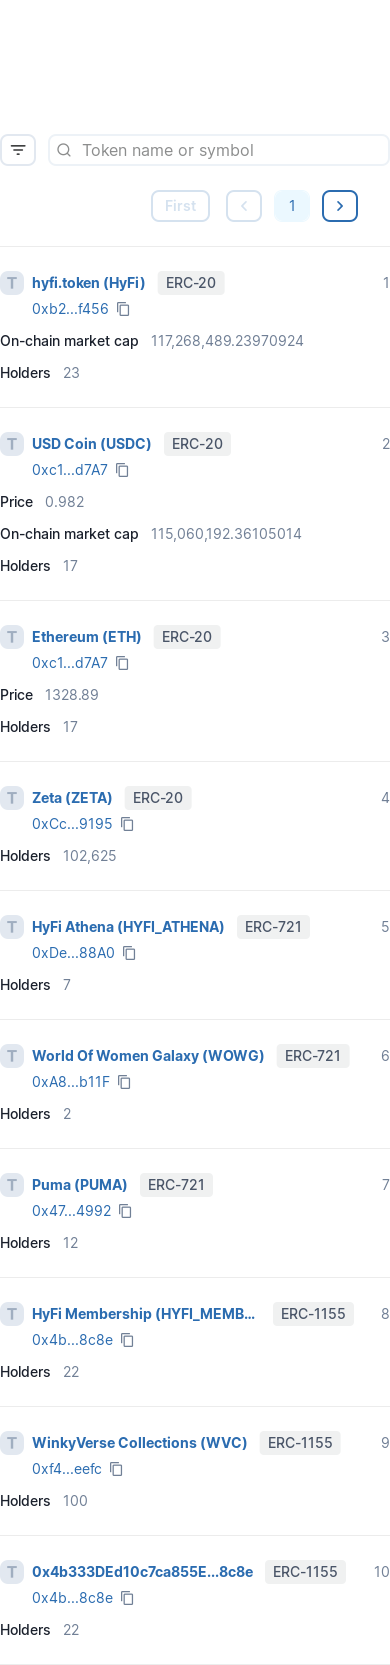 Token name or symbol
First
1
T hyfi.token (HyFi) ERC-20 1
0xb2...f456
On-chain market cap 117,268,489.23970924
Holders 23
T USD Coin (USDC) ERC-20 2
0xc1...d7A7
Price 0.982
On-chain market cap 115,060,192.36105014
Holders 17
T Ethereum (ETH) ERC-20 3
0xc1...d7A7
Price 1328.89
Holders 17
T Zeta (ZETA) ERC-20 4
0xCc...9195
Holders 102,625
T HyFi Athena (HYFI_ATHENA) ERC-721 5
0xDe...88A0
Holders 7
T World Of Women Galaxy (WOWG) ERC-721 6
0xA8...b11F
Holders 2
T Puma (PUMA) ERC-721 7
0x47...4992
Holders 12
T HyFi Membership (HYFI_MEMB... ERC-1155 8
0x4b...8c8e
Holders 22
T WinkyVerse Collections (WVC) ERC-1155 9
0xf4...eefc
Holders 100
T 0x4b333DEd10c7ca855E...8c8e ERC-1155 10
0x4b...8c8e
Holders 22